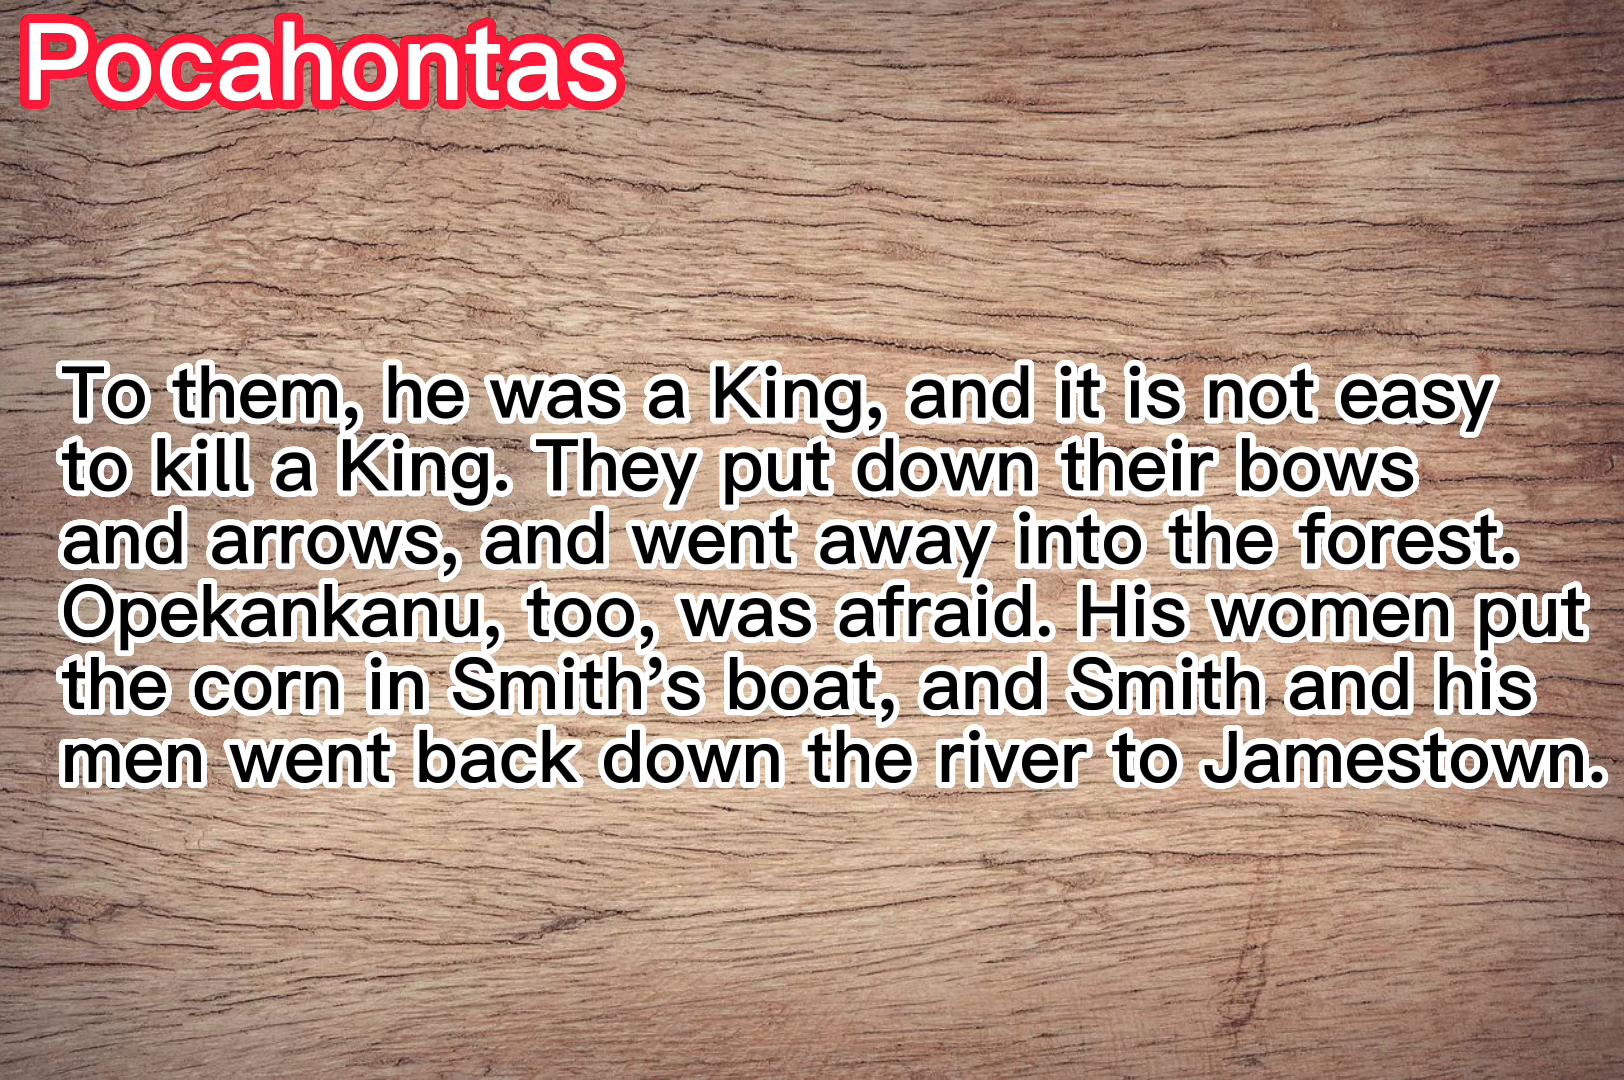 Pocahontas
To them, he was a King, and it is not easy
to kill a King. They put down their bows
and arrows, and went away into the forest.
Opekankanu, too, was afraid. His women put
the corn in Smith’s boat, and Smith and his
men went back down the river to Jamestown.